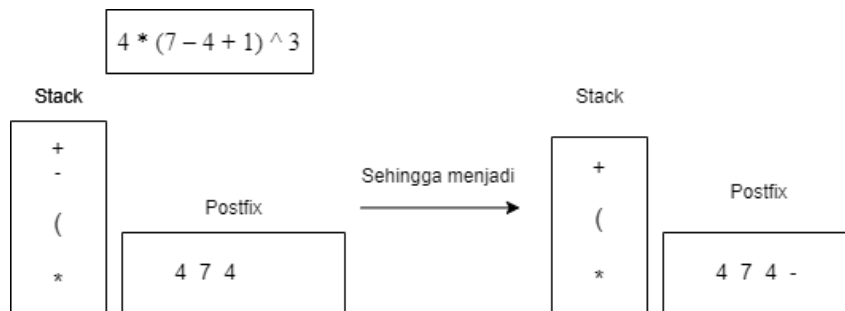 4 * (7 – 4 + 1) ^ 3
Stack
+
-
(
*
Postfix
4 7 4
Sehingga menjadi
Stack
+
(
*
Postfix
4 7 4 -